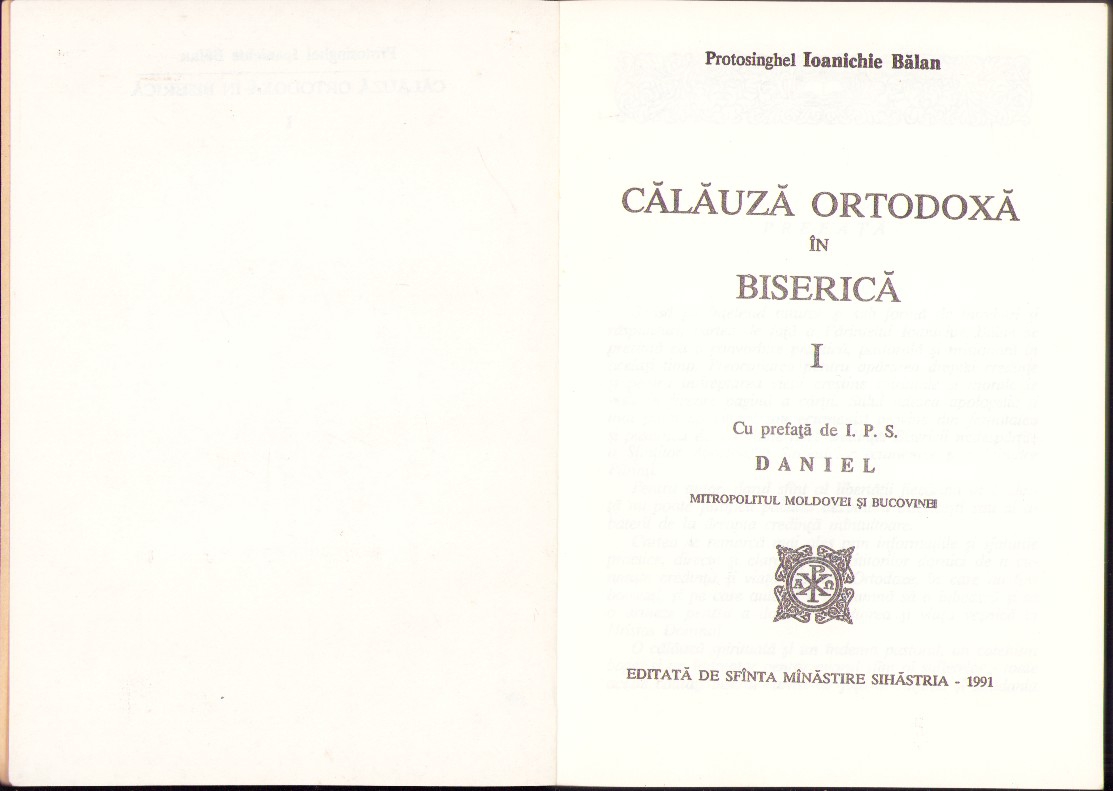 Protosinghel Ioanichie Bălan
CĂLĂUZĂ ORTODOXĂ
ÎN
BISERICĂ
I
Cu prefaţă de I. P. S.
DANIEL
MITROPOLITUL MOLDOVEI ŞI BUCOVINEI
A P Ω
EDITATĂ DE SFÎNTA MÎNĂSTIRE SIHĂSTRIA - 1991